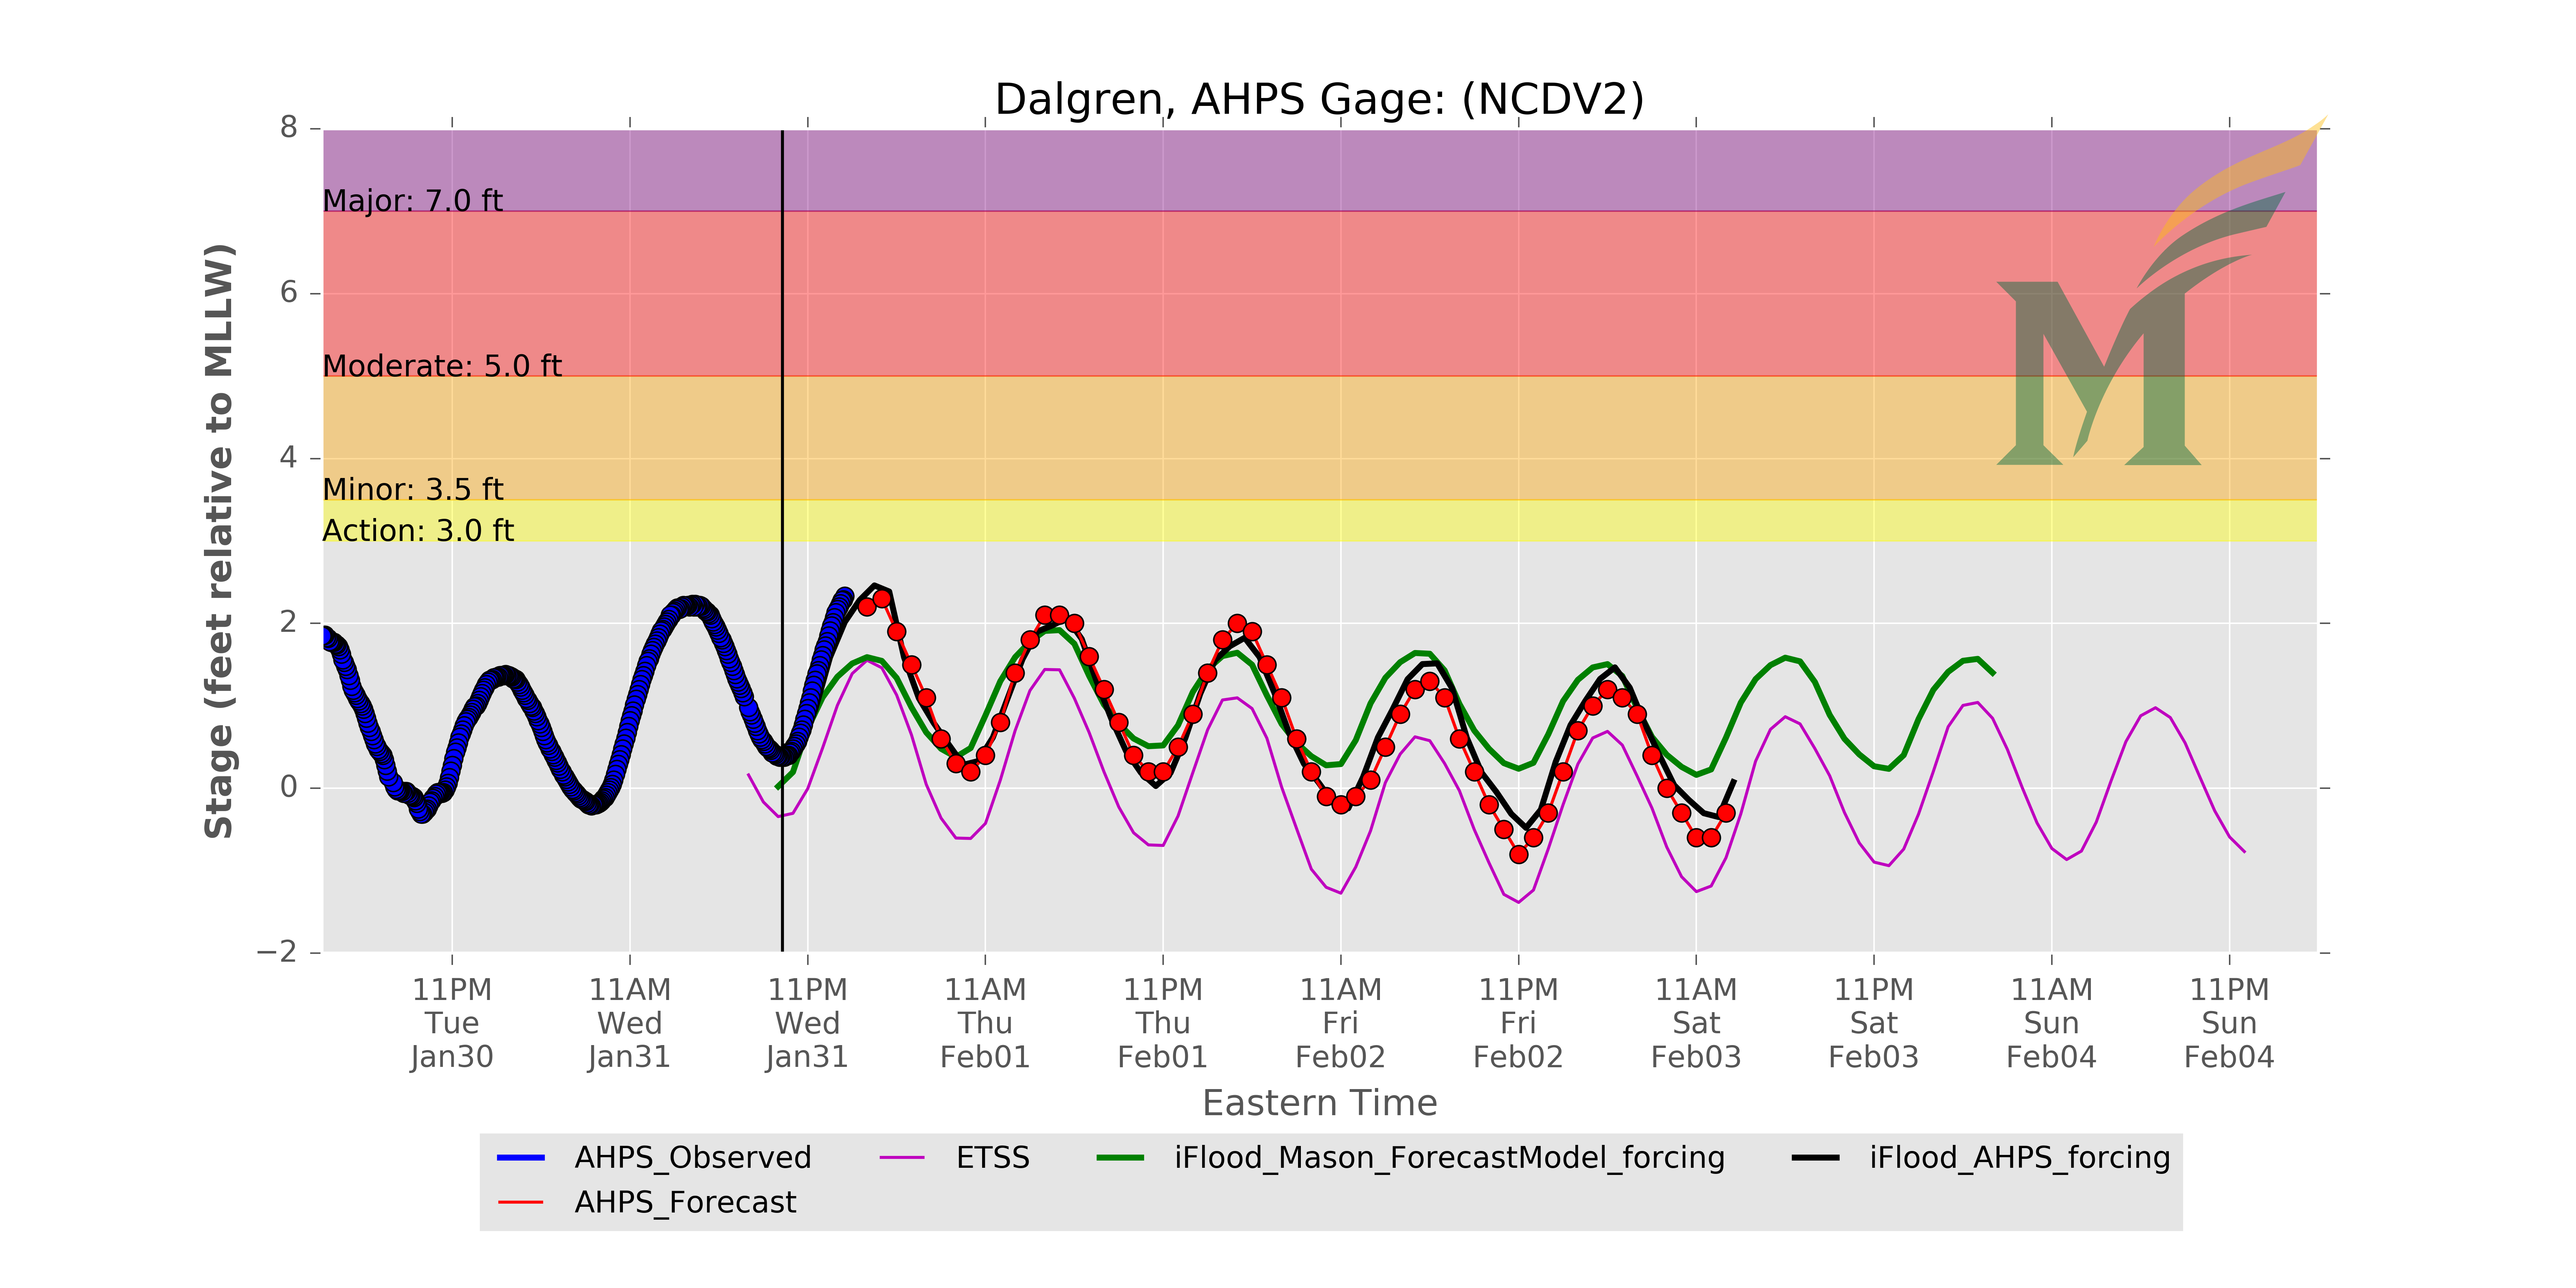 Dalgren, AHPS Gage: (NCDV2)
8
6
4
2
0
−2
Stage (feet relative to MLLW)
Major: 7.0 ft
Moderate: 5.0 ft
Minor: 3.5 ft
Action: 3.0 ft
M
11PM
Tue
Jan30
11AM
Wed
Jan31
11PM
Wed
Jan31
11AM
Thu
Feb01
11PM
Thu
Feb01
11AM
Fri
Feb02
11PM
Fri
Feb02
11AM
Sat
Feb03
11PM
Sat
Feb03
11AM
Sun
Feb04
11PM
Sun
Feb04
Eastern Time
AHPS_Observed
AHPS_Forecast
ETSS
iFlood_Mason_ForecastModel_forcing
iFlood_AHPS_forcing